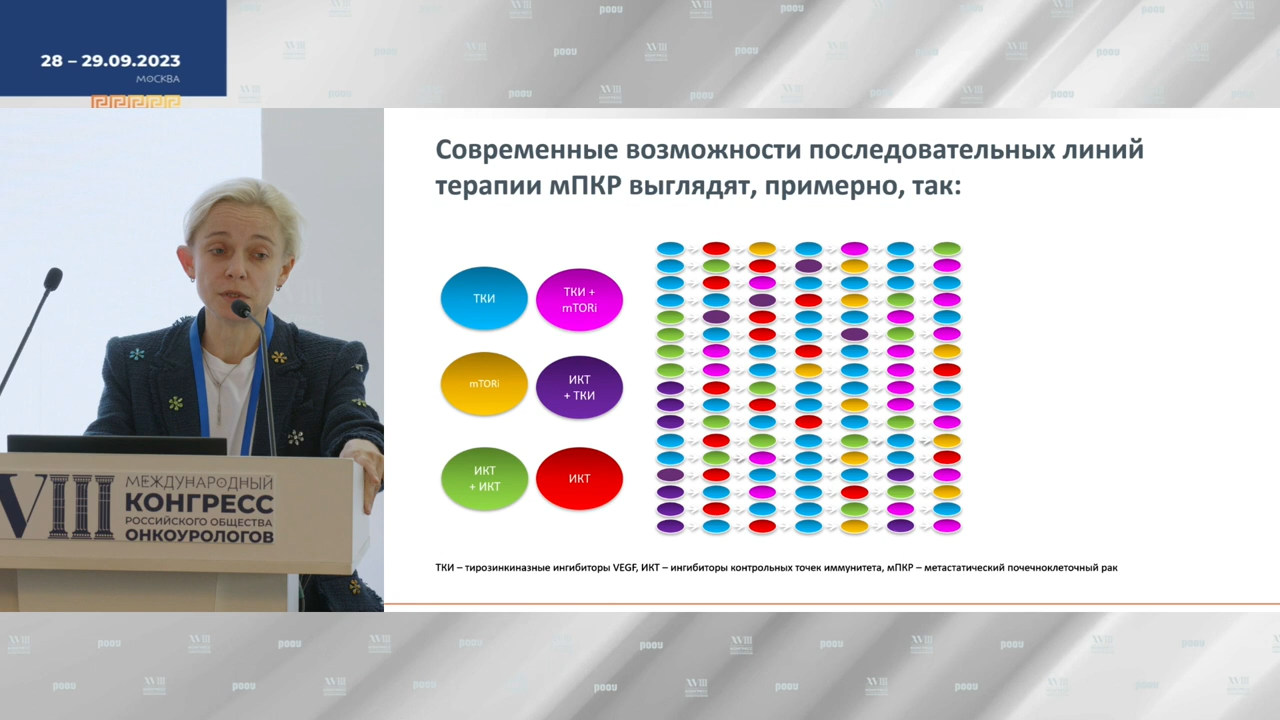 28 – 29.09.2023
МОСКВА
Современные возможности последовательных линий
терапии мПКР выглядят, примерно, так:
ТКИ
ТКИ +
mTORi
mTORi
ИКТ
+ ТКИ
ИКТ
+ ИКТ
ИКТ
ТКИ – тирозинкиназные ингибиторы VEGF, ИКТ – ингибиторы контрольных точек иммунитета, мПКР – метастатический почечноклеточный рак
VIII
МЕЖДУНАРОДНЫЙ
КОНГРЕСС
РОССИЙСКОГО ОБЩЕСТВА
ОНКОУРОЛОГОВ